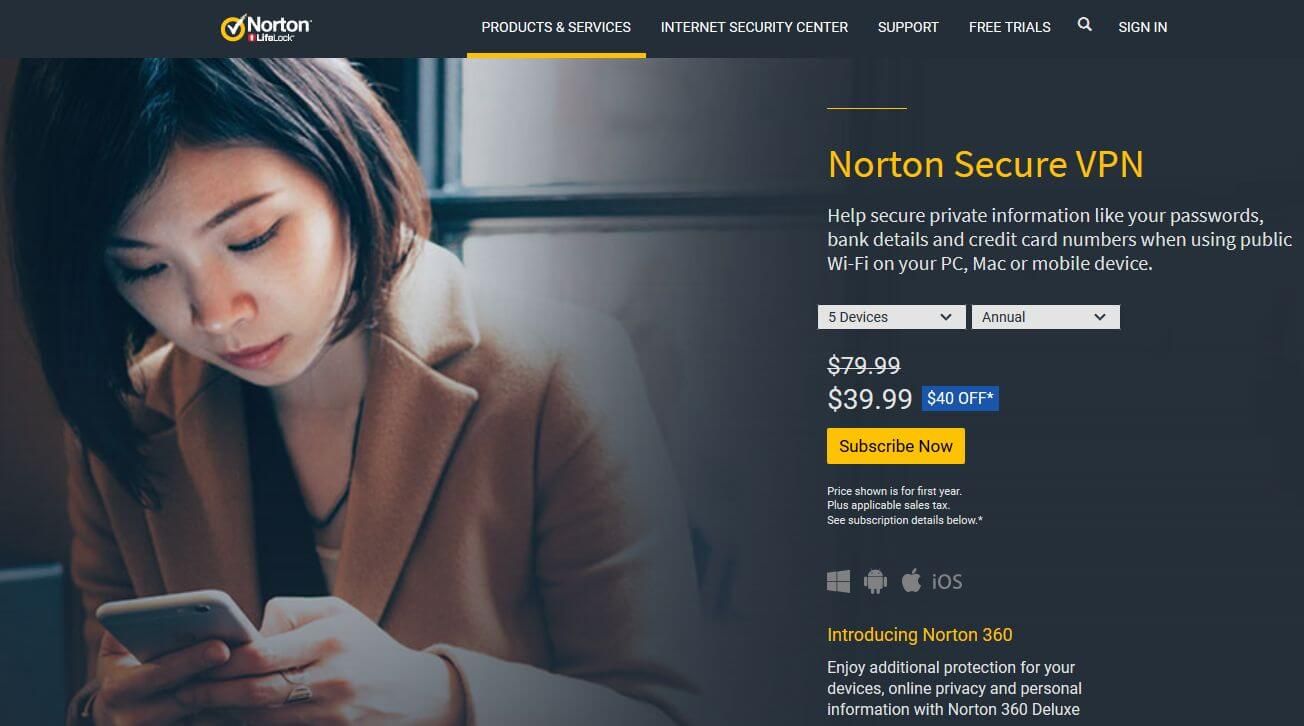 Norton
LifeLock
PRODUCTS & SERVICES
INTERNET SECURITY CENTER
SUPPORT
FREE TRIALS
SIGN IN
Norton Secure VPN
Help secure private information like your passwords,
bank details and credit card numbers when using public
Wi-Fi on your PC, Mac or mobile device.
5 Devices
Annual
$79.99
$39.99 $40 OFF*
Subscribe Now
Price shown is for first year.
Plus applicable sales tax.
See subscription details below.*
iOS
Introducing Norton 360
Enjoy additional protection for your
devices, online privacy and personal
information with Norton 360 Deluxe